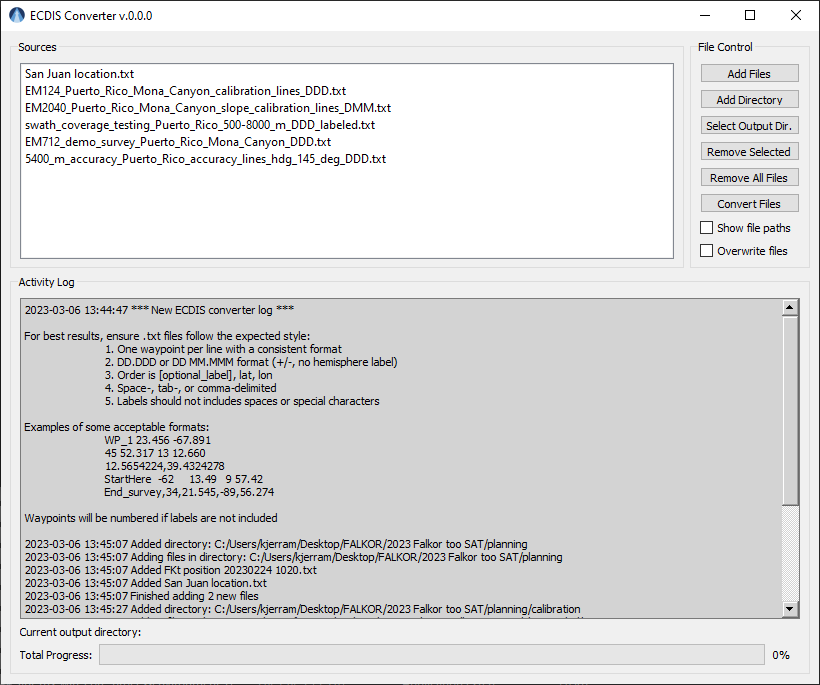 ECDIS Converter v.0.0.0
Sources
San Juan location.txt
EM124_Puerto_Rico_Mona_Canyon_calibration_lines_DDD.txt
EM2040_Puerto_Rico_Mona_Canyon_slope_calibration_lines_DMM.txt
swath_coverage_testing_Puerto_Rico_500-8000_m_DDD_labeled.txt
EM712_demo_survey_Puerto_Rico_Mona_Canyon_DDD.txt
5400_m_accuracy_Puerto_Rico_accuracy_lines_hdg_145_deg_DDD.txt
File Control
Add Files
Add Directory
Select Output Dir.
Remove Selected
Remove All Files
Convert Files
Show file paths
Overwrite files
Activity Log
2023-03-06 13:44:47 *** New ECDIS converter log ***
For best results, ensure .txt files follow the expected style:
1. One waypoint per line with a consistent format
2. DD.DDD or DD MM.MMM format (+/-, no hemisphere label)
3. Order is [optional_label], lat, lon
4. Space-, tab-, or comma-delimited
5. Labels should not includes spaces or special characters
Examples of some acceptable formats:
WP_1 23.456 -67.891
45 52.317 13 12.660
12.5654224,39.4324278
StartHere -62 13.49 9 57.42
End_survey,34,21.545,-89,56.274
Waypoints will be numbered if labels are not included
2023-03-06 13:45:07 Added directory: C:/Users/kjerram/Desktop/FALKOR/2023 Falkor too SAT/planning
2023-03-06 13:45:07 Adding files in directory: C:/Users/kjerram/Desktop/FALKOR/2023 Falkor too SAT/planning
2023-03-06 13:45:07 Added FKt position 20230224 1020.txt
2023-03-06 13:45:07 Added San Juan location.txt
2023-03-06 13:45:07 Finished adding 2 new files
2023-03-06 13:45:27 Added directory: C:/Users/kjerram/Desktop/FALKOR/2023 Falkor too SAT/planning/calibration
Current output directory:
Total Progress:
0%